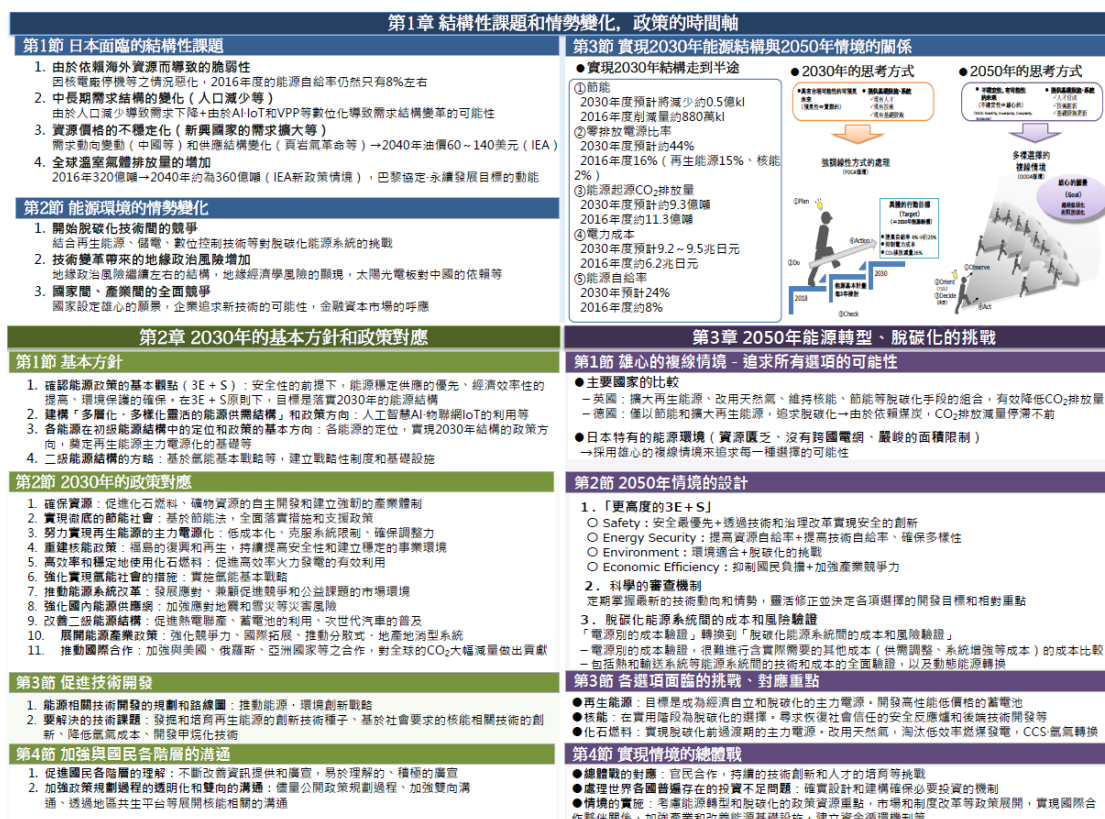 第1章 結構性課題和情勢變化，政策的時間軸
第1節 日本面臨的結構性課題
1. 由於依賴海外資源而導致的脆弱性
因核電廠停機等之情況惡化，2016年度的能源自給率仍然只有8%左右
2. 中長期需求結構的變化（人口減少等）
由於人口減少導致需求下降+由於AI·IoT和VPP等數位化導致需求結構變革的可能性
3. 資源價格的不穩定化（新興國家的需求擴大等）
需求動向變動（中國等）和供應結構變化（頁岩氣革命等）→2040年油價60～140美元（IEA）
4. 全球溫室氣體排放量的增加
2016年320億噸→2040年約為360億噸（IEA新政策情境），巴黎協定·永續發展目標的動能
第2節 能源環境的情勢變化
1. 開始脫碳化技術間的競爭
結合再生能源、儲電、數位控制技術等對脫碳化能源系統的挑戰
2. 技術變革帶來的地緣政治風險增加
地緣政治風險繼續左右的結構，地緣經濟學風險的顯現，太陽光電板對中國的依賴等
3. 國家間、產業間的全面競爭
國家設定雄心的願景，企業追求新技術的可能性，金融資本市場的呼應
第3節 實現2030年能源結構與2050年情境的關係
●實現2030年結構走到半途
①節能
2030年度預計將減少約0.5億kl
2016年度削減量約880萬kl
②零排放電源比率
2030年度預計約44%
2016年度16%（再生能源15%、核能
2%）
③能源起源CO₂排放量
2030年度預計約9.3億噸
2016年度約11.3億噸
④電力成本
2030年度預計9.2～9.5兆日元
2016年度約6.2兆日元
⑤能源自給率
2030年預計24%
2016年度約8%
●2030年的思考方式
✓現有人才
✓現有技術
✓現有基礎設施
強調線性方式的處理
(PDCA循環)
①Plan
②Do
③Check
④Action
具體的行動目標
(Target)
2018
能源基本計畫
每3年檢討
2030
●2050年的思考方式
✓人才培育
✓技術創新
✓基礎設施更新
多樣選擇的
複線情境
(OODA循環)
雄心的願景
(Goal)
①Observe
②Orient
③Decide
④Act
第2章 2030年的基本方針和政策對應
第1節 基本方針
1. 確認能源政策的基本觀點（3E + S）：安全性的前提下，能源穩定供應的優先、經濟效率性的
提高、環境保護的確保。在3E + S原則下，目標是落實2030年的能源結構
2. 建構「多層化·多樣化靈活的能源供需結構」和政策方向：人工智慧AI·物聯網IoT的利用等
3. 各能源在初級能源結構中的定位和政策的基本方向：各能源的定位，實現2030年結構的政策方
向，奠定再生能源主力電源化的基礎等
4. 二級能源結構的方略：基於氫能基本戰略等，建立戰略性制度和基礎設施
第2節 2030年的政策對應
1. 確保資源：促進化石燃料、礦物資源的自主開發和建立強韌的產業體制
2. 實現徹底的節能社會：基於節能法，全面落實措施和支援政策
3. 努力實現再生能源的主力電源化：低成本化、克服系統限制、確保調整力
4. 重建核能政策：福島的復興和再生，持續提高安全性和建立穩定的事業環境
5. 高效率和穩定地使用化石燃料：促進高效率火力發電的有效利用
6. 強化實現氫能社會的措施：實施氫能基本戰略
7. 推動能源系統改革：發展應對、兼顧促進競爭和公益課題的市場環境
8. 強化國內能源供應網：加強應對地震和雪災等災害風險
9. 改善二級能源結構：促進熱電聯產、蓄電池的利用、次世代汽車的普及
10. 展開能源產業政策：強化競爭力、國際拓展、推動分散式，地產地消型系統
11. 推動國際合作：加強與美國、俄羅斯、亞洲國家等之合作，對全球的CO₂大幅減量做出貢獻
第3節 促進技術開發
1. 能源相關技術開發的規劃和路線圖：推動能源·環境創新戰略
2. 要解決的技術課題：發掘和培育再生能源的創新技術種子、基於社會要求的核能相關技術的創
新、降低氫氣成本、開發甲烷化技術
第4節 加強與國民各階層的溝通
1. 促進國民各階層的理解：不斷改善資訊提供和廣宣，易於理解的、積極的廣宣
2. 加強政策規劃過程的透明化和雙向的溝通：儘量公開政策規劃過程、加強雙向溝
通、透過地區共生平台等展開核能相關的溝通
第3章 2050年能源轉型、脫碳化的挑戰
第1節 雄心的複線情境 - 追求所有選項的可能性
●主要國家的比較
－英國：擴大再生能源、改用天然氣、維持核能、節能等脫碳化手段的組合，有效降低CO₂排放量
－德國：僅以節能和擴大再生能源，追求脫碳化→由於依賴煤炭，CO₂排放減量停滯不前
●日本特有的能源環境（資源匱乏、沒有跨國電網、嚴峻的面積限制）
→採用雄心的複線情境來追求每一種選擇的可能性
第2節 2050年情境的設計
1．「更高度的3E+S」
○ Safety：安全最優先+透過技術和治理改革實現安全的創新
○ Energy Security：提高資源自給率+提高技術自給率、確保多樣性
○ Environment：環境適合+脫碳化的挑戰
○ Economic Efficiency：抑制國民負擔+加強產業競爭力
2．科學的審查機制
定期掌握最新的技術動向和情勢，靈活修正並決定各項選擇的開發目標和相對重點
3．脫碳化能源系統間的成本和風險驗證
「電源別的成本驗證」轉換到「脫碳化能源系統間的成本和風險驗證」
－電源別的成本驗證，很難進行含實際需要的其他成本（供需調整、系統增強等成本）的成本比較
－包括熱和輸送系統等能源系統間的技術和成本的全面驗證，以及動態能源轉換
第3節 各選項面臨的挑戰、對應重點
●再生能源：目標是成為經濟自立和脫碳化的主力電源。開發高性能低價格的蓄電池
●核能：在實用階段為脫碳化的選擇。尋求恢復社會信任的安全反應爐和後端技術開發等
●化石燃料：實現脫碳化前過渡期的主力電源。改用天然氣，淘汰低效率燃煤發電，CCS·氫氣轉換
第4節 實現情境的總體戰
●總體戰的對應：官民合作，持續的技術創新和人才的培育等挑戰
●處理世界各國普遍存在的投資不足問題：確實設計和建構確保必要投資的機制
●情境的實施：考慮能源轉型和脫碳化的政策資源重點，市場和制度改革等政策展開，實現國際合
作夥伴關係，加強產業和改善能源基礎設施，建立資金循環機制等